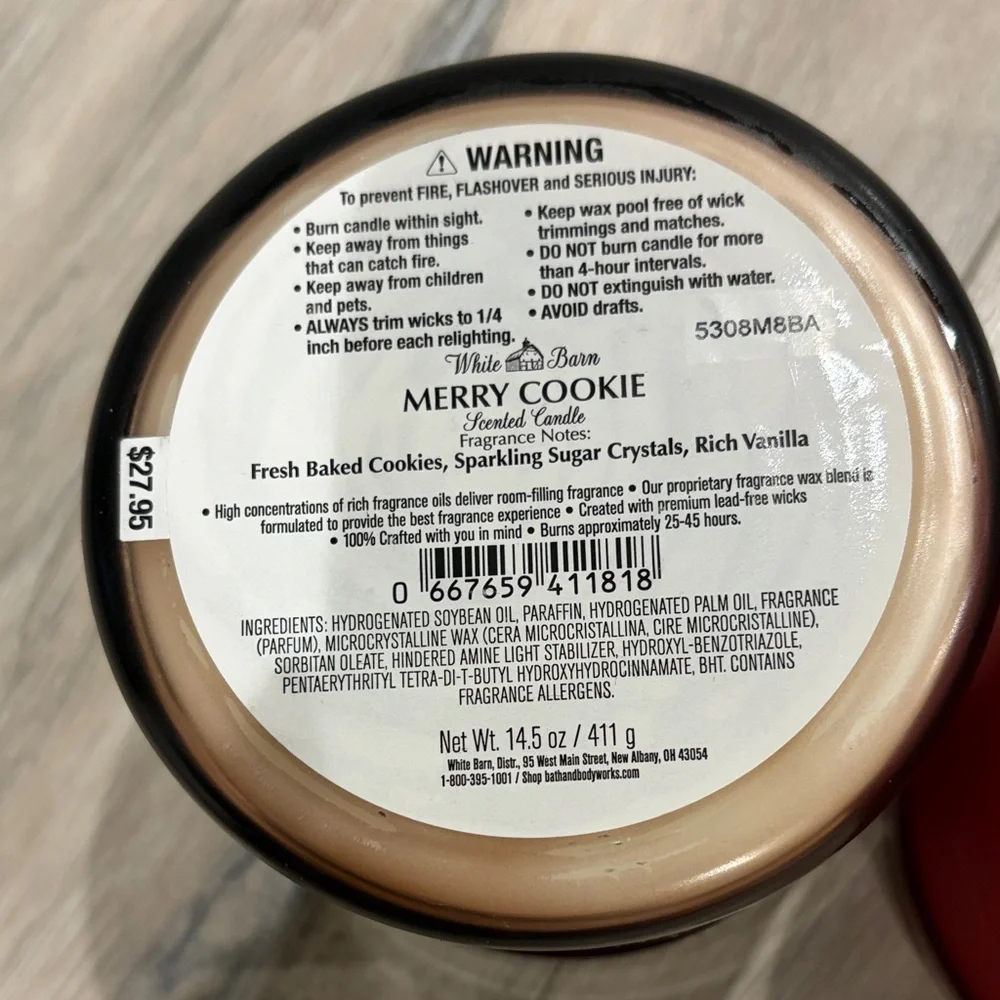 WARNING
To prevent FIRE, FLASHOVER and SERIOUS INJURY:
• Burn candle within sight.
• Keep away from things
that can catch fire.
• Keep away from children
and pets.
• ALWAYS trim wicks to 1/4
inch before each relighting.
• Keep wax pool free of wick
trimmings and matches.
• DO NOT burn candle for more
than 4-hour intervals.
• DO NOT extinguish with water.
• AVOID drafts.
5308M8BA
White Barn
MERRY COOKIE
Scented Candle
Fragrance Notes:
Fresh Baked Cookies, Sparkling Sugar Crystals, Rich Vanilla
• High concentrations of rich fragrance oils deliver room-filling fragrance • Our proprietary fragrance wax blend is
formulated to provide the best fragrance experience • Created with premium lead-free wicks
• 100% Crafted with you in mind • Burns approximately 25-45 hours.
$27.95
0 667659 411818
INGREDIENTS: HYDROGENATED SOYBEAN OIL, PARAFFIN, HYDROGENATED PALM OIL, FRAGRANCE
(PARFUM), MICROCRYSTALLINE WAX (CERA MICROCRISTALLINA, CIRE MICROCRISTALLINE),
SORBITAN OLEATE, HINDERED AMINE LIGHT STABILIZER, HYDROXYL-BENZOTRIAZOLE,
PENTAERYTHRITYL TETRA-DI-T-BUTYL HYDROXYHYDROCINNAMATE, BHT. CONTAINS
FRAGRANCE ALLERGENS.
Net Wt. 14.5 oz / 411 g
White Barn, Distr., 95 West Main Street, New Albany, OH 43054
1-800-395-1001 / Shop bathandbodyworks.com